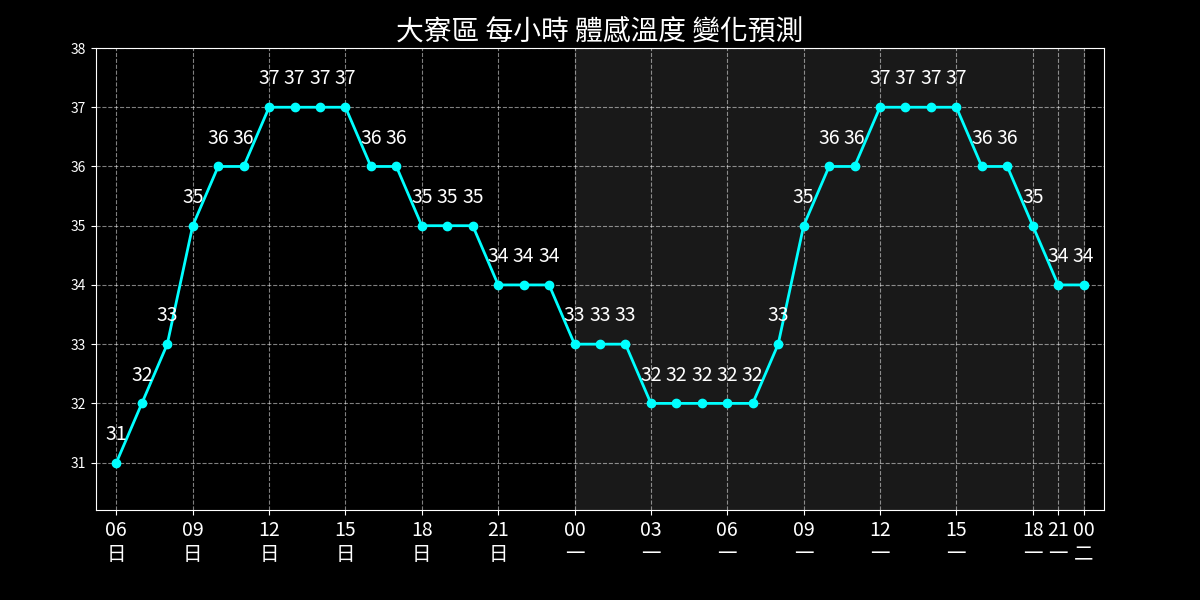 大寮區 每小時 體感溫度 變化預測
38
37 37 37 37 37 37 37 37
37
36 36 36 36 36 36 36 36
36
35 35 35 35 35 35
35
34 34 34 34 34
34
33 33 33 33 33
33
32 32 32 32 32 32
32
31
31
06 09 12 15 18 21 00 03 06 09 12 15 18 21 00
日 日 日 日 日 日 一 一 一 一 一 一 一 一 二